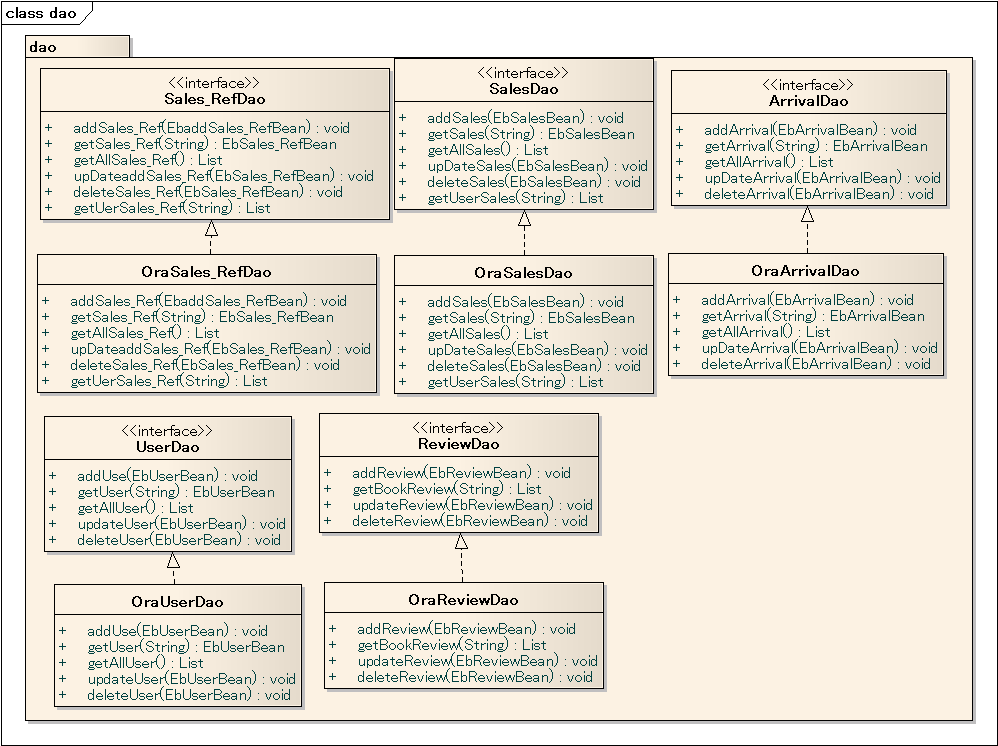 class dao
dao
<<interface>>
Sales_RefDao
+ addSales_Ref(EbaddSales_RefBean) : void
+ getSales_Ref(String) : EbSales_RefBean
+ getAllSales_Ref() : List
+ upDateaddSales_Ref(EbSales_RefBean) : void
+ deleteSales_Ref(EbSales_RefBean) : void
+ getUerSales_Ref(String) : List
<<interface>>
SalesDao
+ addSales(EbSalesBean) : void
+ getSales(String) : EbSalesBean
+ getAllSales() : List
+ upDateSales(EbSalesBean) : void
+ deleteSales(EbSalesBean) : void
+ getUserSales(String) : List
<<interface>>
ArrivalDao
+ addArrival(EbArrivalBean) : void
+ getArrival(String) : EbArrivalBean
+ getAllArrival() : List
+ upDateArrival(EbArrivalBean) : void
+ deleteArrival(EbArrivalBean) : void
OraSales_RefDao
+ addSales_Ref(EbaddSales_RefBean) : void
+ getSales_Ref(String) : EbSales_RefBean
+ getAllSales_Ref() : List
+ upDateaddSales_Ref(EbSales_RefBean) : void
+ deleteSales_Ref(EbSales_RefBean) : void
+ getUerSales_Ref(String) : List
OraSalesDao
+ addSales(EbSalesBean) : void
+ getSales(String) : EbSalesBean
+ getAllSales() : List
+ upDateSales(EbSalesBean) : void
+ deleteSales(EbSalesBean) : void
+ getUserSales(String) : List
OraArrivalDao
+ addArrival(EbArrivalBean) : void
+ getArrival(String) : EbArrivalBean
+ getAllArrival() : List
+ upDateArrival(EbArrivalBean) : void
+ deleteArrival(EbArrivalBean) : void
<<interface>>
UserDao
+ addUse(EbUserBean) : void
+ getUser(String) : EbUserBean
+ getAllUser() : List
+ updateUser(EbUserBean) : void
+ deleteUser(EbUserBean) : void
<<interface>>
ReviewDao
+ addReview(EbReviewBean) : void
+ getBookReview(String) : List
+ updateReview(EbReviewBean) : void
+ deleteReview(EbReviewBean) : void
OraUserDao
+ addUse(EbUserBean) : void
+ getUser(String) : EbUserBean
+ getAllUser() : List
+ updateUser(EbUserBean) : void
+ deleteUser(EbUserBean) : void
OraReviewDao
+ addReview(EbReviewBean) : void
+ getBookReview(String) : List
+ updateReview(EbReviewBean) : void
+ deleteReview(EbReviewBean) : void